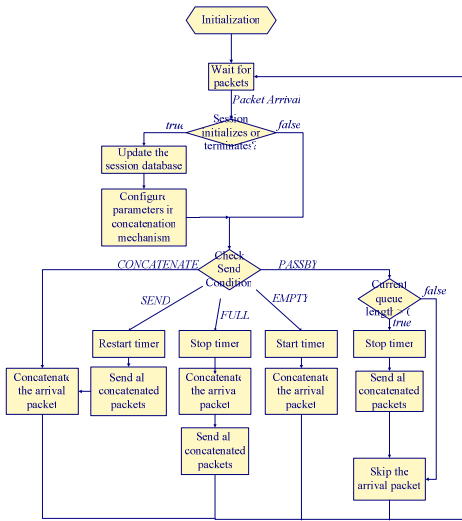 Initialization
Wait for
packets
Packet Arrival
Session
initializes or
terminates?
true
false
Update the
session database
Configure
parameters in
concatenation
mechanism
Check
Send
Condition
CONCATENATE
PASSBY
SEND
FULL
EMPTY
Current
queue
length > 0
false
true
Restart timer
Stop timer
Start timer
Stop timer
Concatenate
the arrival
packet
Send all
concatenated
packets
Concatenate
the arrival
packet
Concatenate
the arrival
packet
Send all
concatenated
packets
Send all
concatenated
packets
Skip the
arrival packet